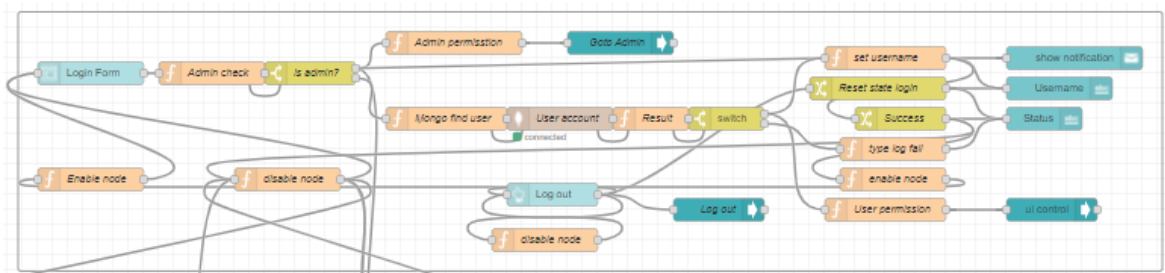 Admin permisstion
Goto Admin
set username
show notification
Login Form
Admin check
Is admin?
Reset state login
Username
Mongo find user
User account
Result
switch
Success
Status
connected
type log fail
Enable node
disable node
Log out
enable node
Log out
User permission
ui control
disable node